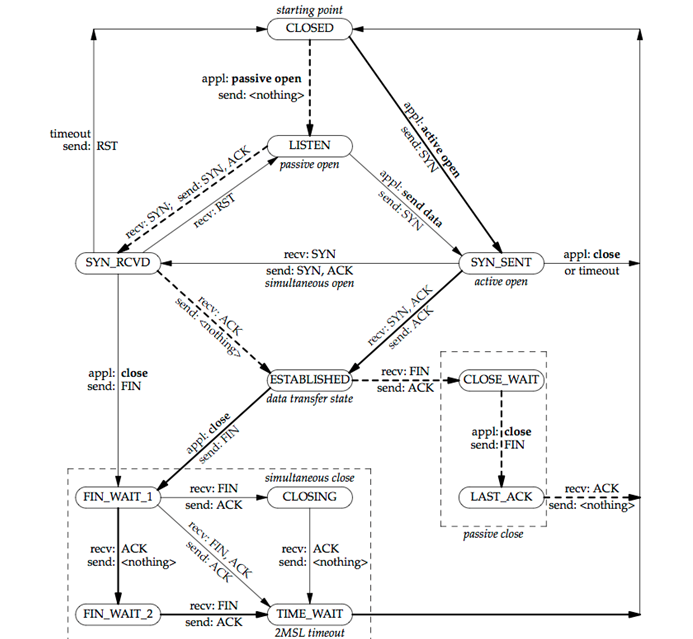 starting point
CLOSED
appl: passive open
send: <nothing>
appl: active open
send: SYN
timeout
send: RST
LISTEN
passive open
recv: SYN; send: SYN, ACK
recv: RST
appl: send data
send: SYN
SYN_RCVD
recv: SYN
send: SYN, ACK
simultaneous open
SYN_SENT
active open
appl: close
or timeout
recv: ACK
send: <nothing>
recv: SYN, ACK
send: ACK
appl: close
send: FIN
ESTABLISHED
data transfer state
recv: FIN
send: ACK
CLOSE_WAIT
appl: close
send: FIN
appl: close
send: FIN
LAST_ACK
recv: ACK
send: <nothing>
passive close
simultaneous close
FIN_WAIT_1
recv: FIN
send: ACK
CLOSING
recv: FIN, ACK
send: ACK
recv: ACK
send: <nothing>
recv: ACK
send: <nothing>
FIN_WAIT_2
recv: FIN
send: ACK
TIME_WAIT
2MSL timeout